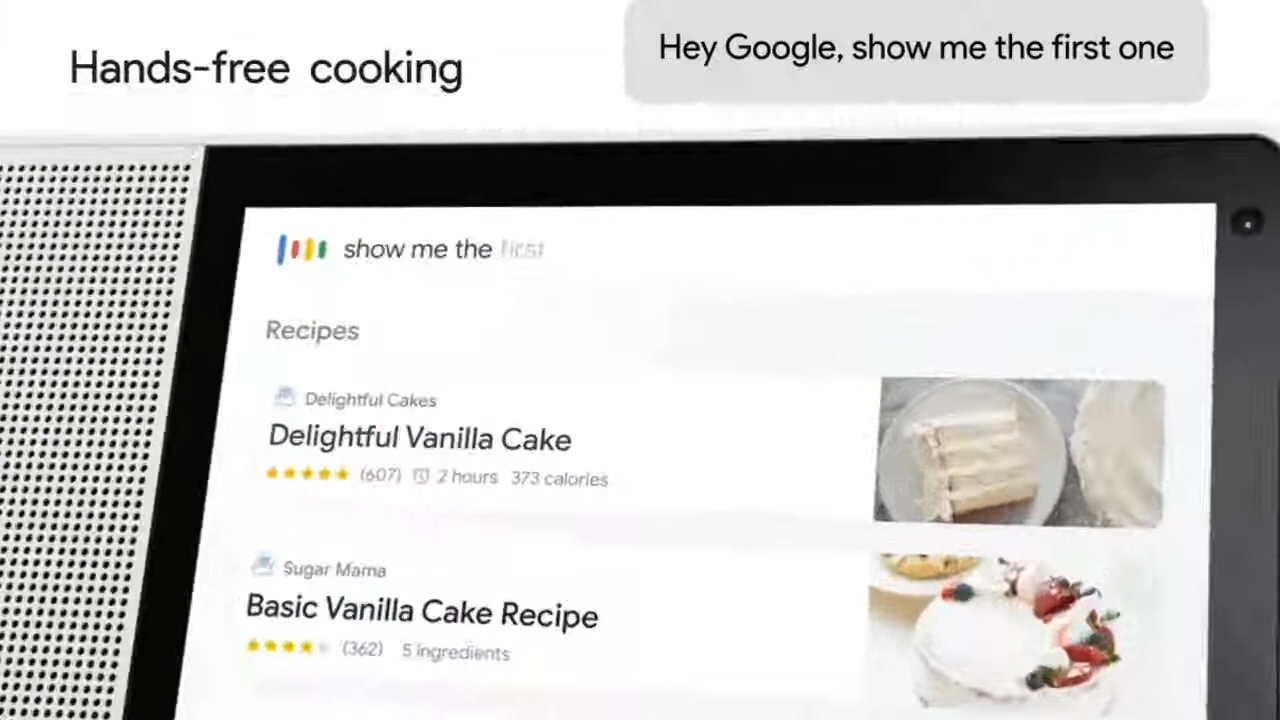 Hands-free cooking
Hey Google, show me the first one
show me the first
Recipes
Delightful Cakes
Delightful Vanilla Cake
(607) 2 hours 373 calories
Sugar Mama
Basic Vanilla Cake Recipe
(362) 5 ingredients